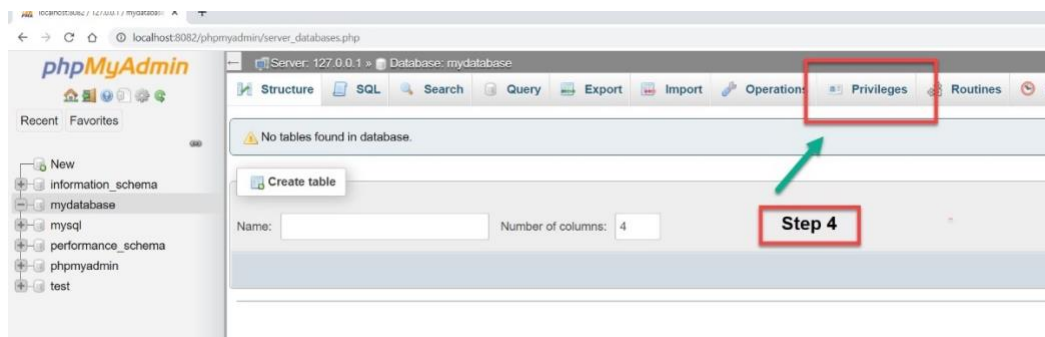 localhost:8082 / 127.0.0.1 / mydatabase
localhost:8082/phpmyadmin/server_databases.php
phpMyAdmin
Server: 127.0.0.1 » Database: mydatabase
Structure SQL Search Query Export Import Operations Privileges Routines
Recent Favorites
No tables found in database.
New
information_schema
Create table
mydatabase
mysql
Name: Number of columns: 4
Step 4
performance_schema
phpmyadmin
test